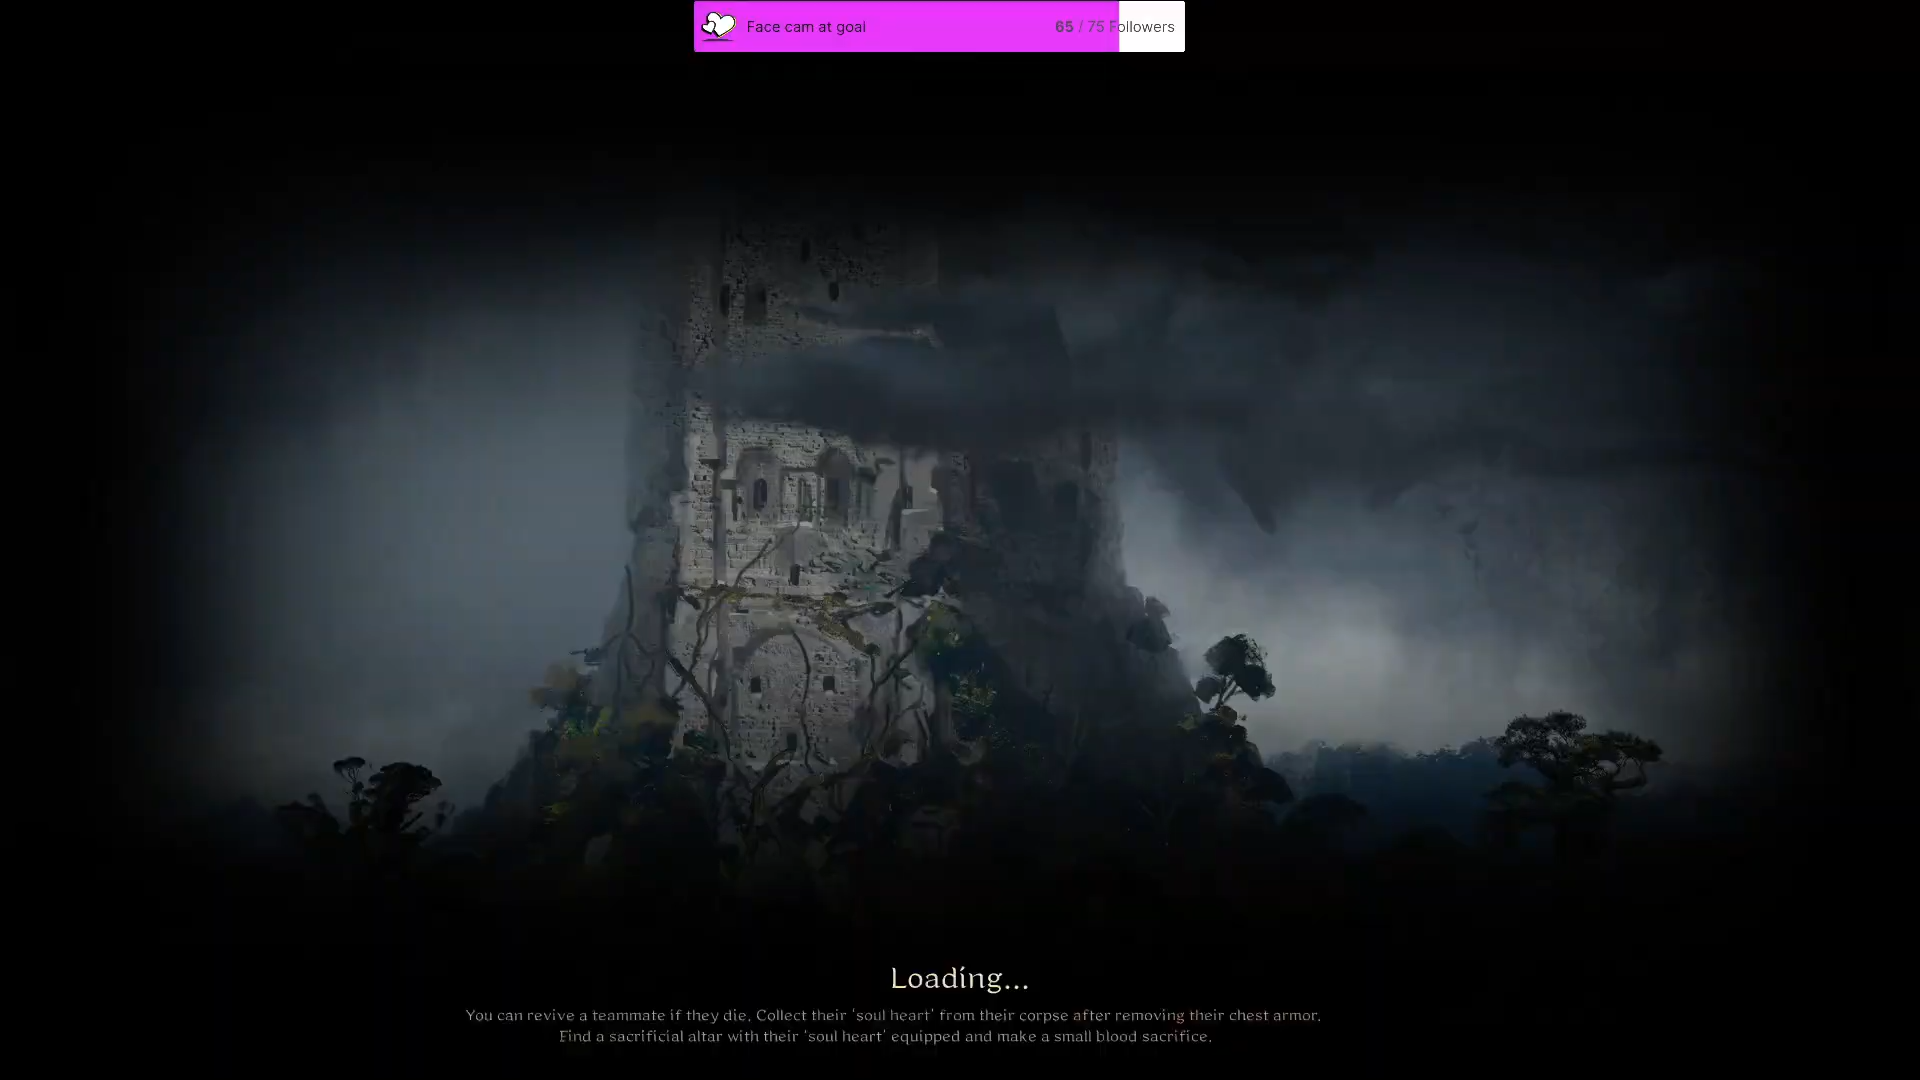 Face cam at goal
65 / 75 Followers
Loading...
You can revive a teammate if they die. Collect their 'soul heart' from their corpse after removing their chest armor.
Find a sacrificial altar with their 'soul heart' equipped and make a small blood sacrifice.